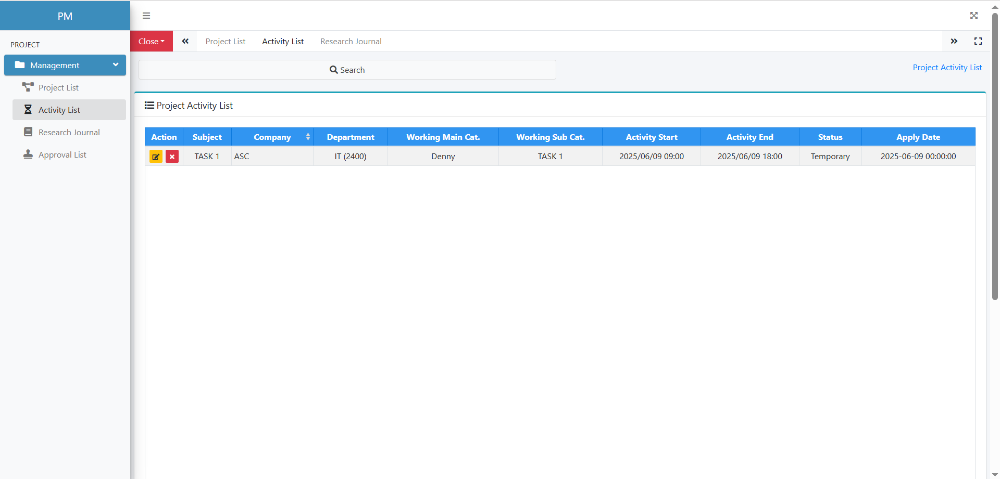 PM
PROJECT
Management
Project List
Activity List
Research Journal
Approval List
Close Project List Activity List Research Journal
Search
Project Activity List
Project Activity List
Action Subject Company Department Working Main Cat. Working Sub Cat. Activity Start Activity End Status Apply Date
TASK 1 ASC IT (2400) Denny TASK 1 2025/06/09 09:00 2025/06/09 18:00 Temporary 2025-06-09 00:00:00